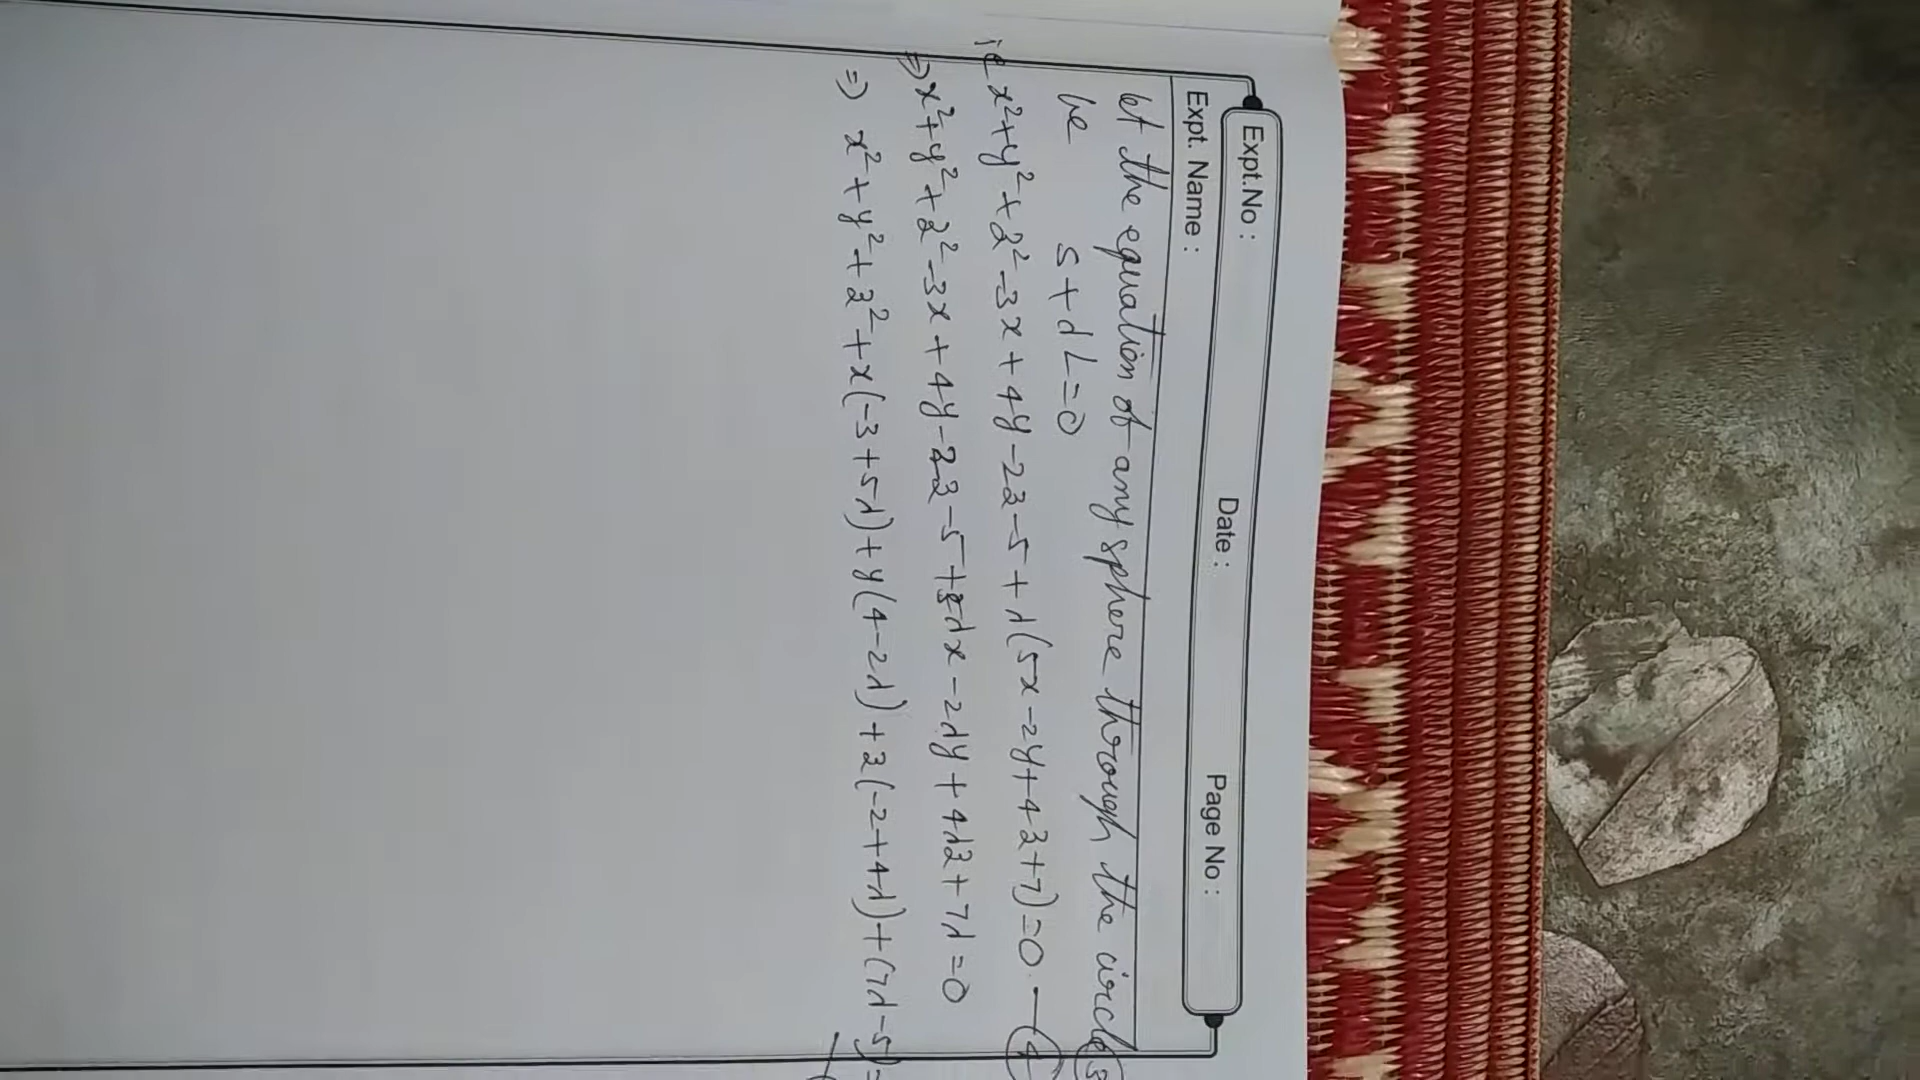 Expt.No :
Date :
Page No :
Expt. Name :
let the equation of any sphere through the circle (3)
be S+λL=0
ie x²+y²+z²-3x+4y-2z-5+λ(5x-2y+4z+7)=0 —(4)
⇒ x²+y²+z²-3x+4y-2z-5+5λx-2λy+4λz+7λ=0
⇒ x²+y²+z²+x(-3+5λ)+y(4-2λ)+z(-2+4λ)+(7λ-5)=